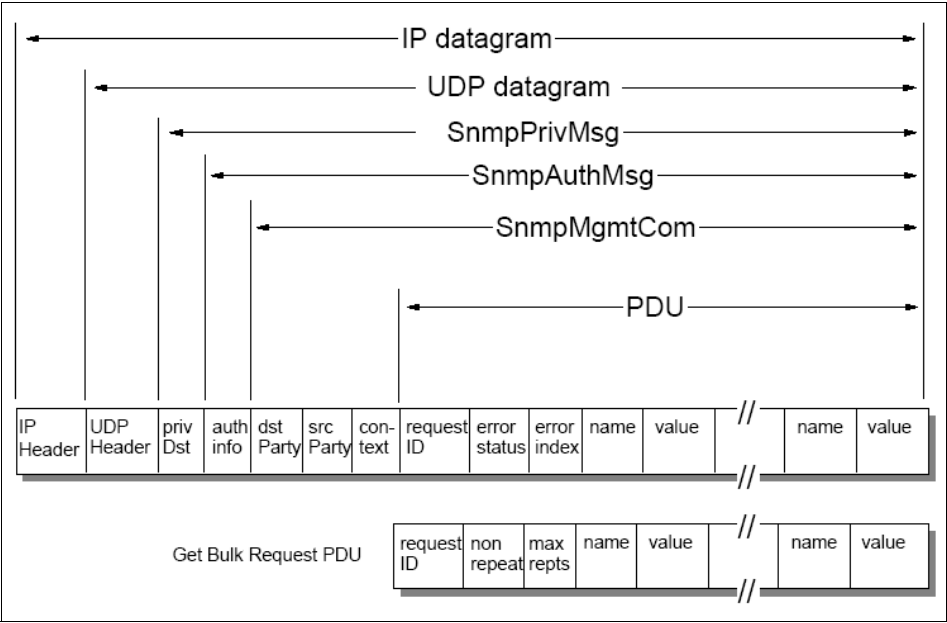 IP datagram
UDP datagram
SnmpPrivMsg
SnmpAuthMsg
SnmpMgmtCom
PDU
IP Header
UDP Header
priv Dst
auth info
dst Party
src Party
con-text
request ID
error status
error index
name
value
//
name
value
//
Get Bulk Request PDU
request ID
non repeat
max repts
name
value
//
name
value
//